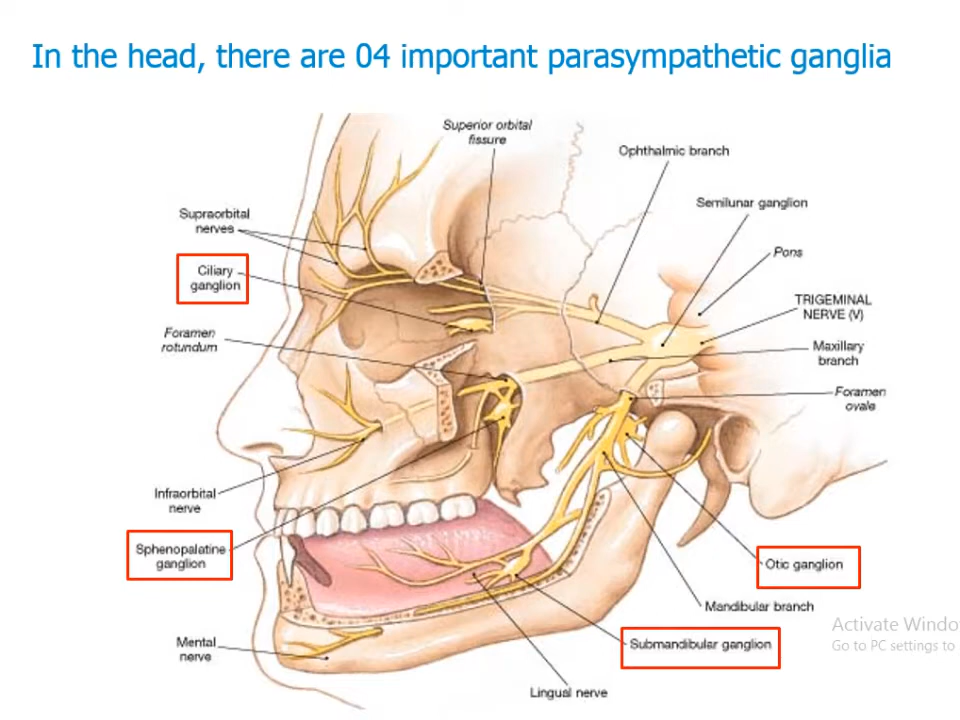 In the head, there are 04 important parasympathetic ganglia
Superior orbital
fissure
Ophthalmic branch
Semilunar ganglion
Supraorbital
nerves
Pons
Ciliary
ganglion
TRIGEMINAL
NERVE (V)
Foramen
rotundum
Maxillary
branch
Foramen
ovale
Infraorbital
nerve
Sphenopalatine
ganglion
Otic ganglion
Mandibular branch
Activate Windo
Go to PC settings to
Mental
nerve
Submandibular ganglion
Lingual nerve